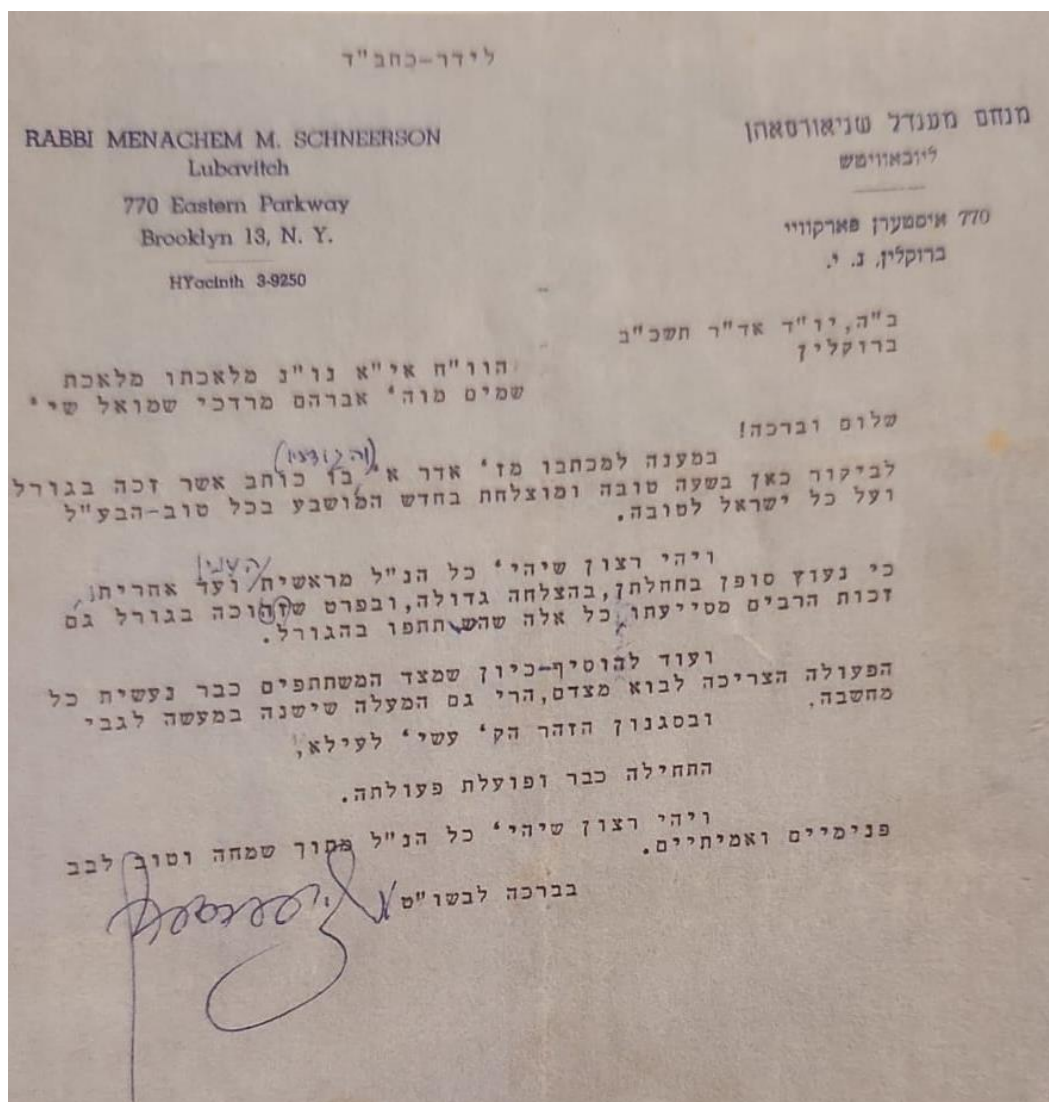 לידר-כחב"ד
RABBI MENACHEM M. SCHNEERSON
Lubavitch
770 Eastern Parkway
Brooklyn 13, N. Y.
HYacinth 3-9250
מנחם מענדל שניאורסאהן
ליובאוויטש
770 איסטערן פארקוויי
ברוקלין, נ. י.
ב"ה, יו"ד אד"ר תשכ"ב
ברוקלין
הוו"ח אי"א נו"נ מלאכתו מלאכת
שמים מוה' אברהם מרדכי שמואל שי'
שלום וברכה!
במענה למכתבו מז' אדר א', בו כותב אשר זכה בגורל
לביקור כאן בשעה טובה ומוצלחת בחדש המושבע בכל טוב-הבע"ל
ועל כל ישראל לטובה.
ויהי רצון שיהי' כל הנ"ל מראשית הענין ועד אחרית,
כי נעוץ סופן בתחלתן, בהצלחה גדולה, ובפרט שזוכה בגורל גם
זכות הרבים מסייעתו, כל אלה שהשתתפו בהגורל.
ועוד להוסיף-כיון שמצד המשתתפים כבר נעשית כל
הפעולה הצריכה לבוא מצדם, הרי גם המעלה שישנה במעשה לגבי
מחשבה.
ובסגנון הזהר הק' עשי' לעילא,
התחילה כבר ופועלת פעולתה.
ויהי רצון שיהי' כל הנ"ל מתוך שמחה וטוב לבב
פנימיים ואמיתיים.
בברכה לבשו"ט